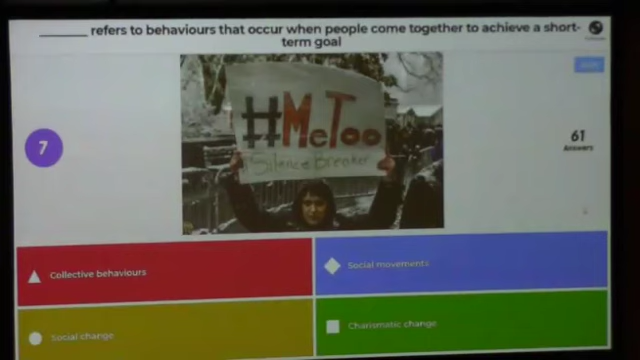 ______ refers to behaviours that occur when people come together to achieve a short-
term goal
7
#MeToo
Silence Breaker
61
Answers
Collective behaviours
Social movements
Social change
Charismatic change